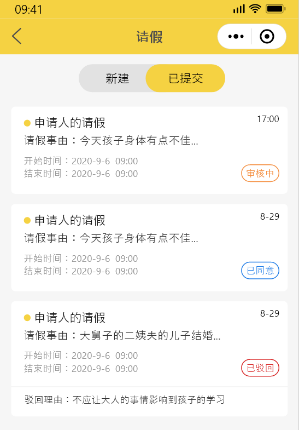 09:41
请假
新建
已提交
申请人的请假
17:00
请假事由：今天孩子身体有点不佳...
开始时间：2020-9-6 09:00
结束时间：2020-9-6 09:00
审核中
申请人的请假
8-29
请假事由：今天孩子身体有点不佳...
开始时间：2020-9-6 09:00
结束时间：2020-9-6 09:00
已同意
申请人的请假
8-29
请假事由：大舅子的二姨夫的儿子结婚...
开始时间：2020-9-6 09:00
结束时间：2020-9-6 09:00
已驳回
驳回理由：不应让大人的事情影响到孩子的学习